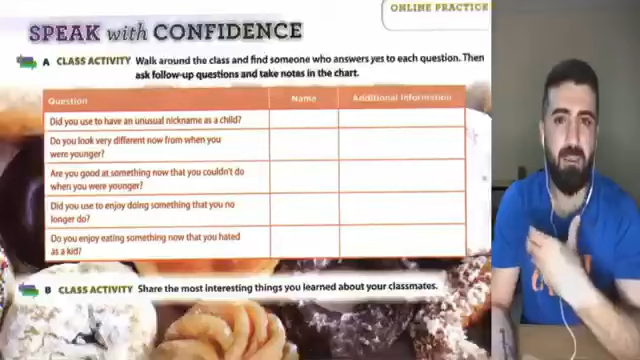 ONLINE PRACTICE
SPEAK with CONFIDENCE
A CLASS ACTIVITY Walk around the class and find someone who answers yes to each question. Then
ask follow-up questions and take notes in the chart.
Question Name Additional Information
Did you use to have an unusual nickname as a child?
Do you look very different now from when you
were younger?
Are you good at something now that you couldn't do
when you were younger?
Did you use to enjoy doing something that you no
longer do?
Do you enjoy eating something now that you hated
as a kid?
B CLASS ACTIVITY Share the most interesting things you learned about your classmates.